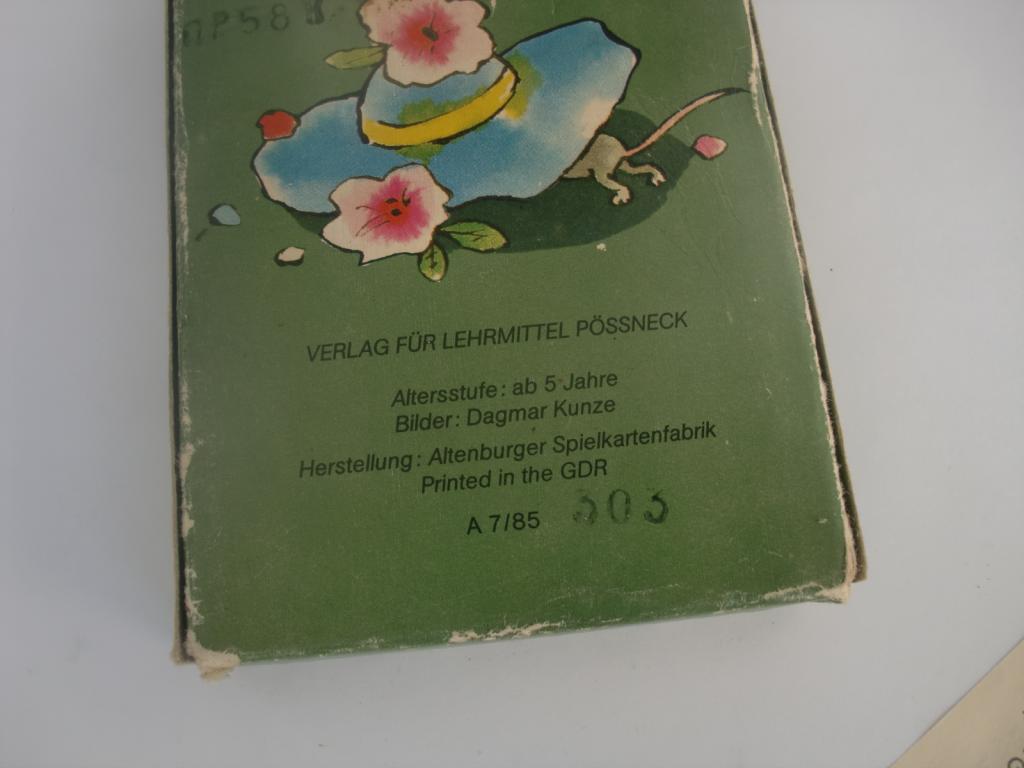 VERLAG FÜR LEHRMITTEL PÖSSNECK
Altersstufe: ab 5 Jahre
Bilder: Dagmar Kunze
Herstellung: Altenburger Spielkartenfabrik
Printed in the GDR
A 7/85 303